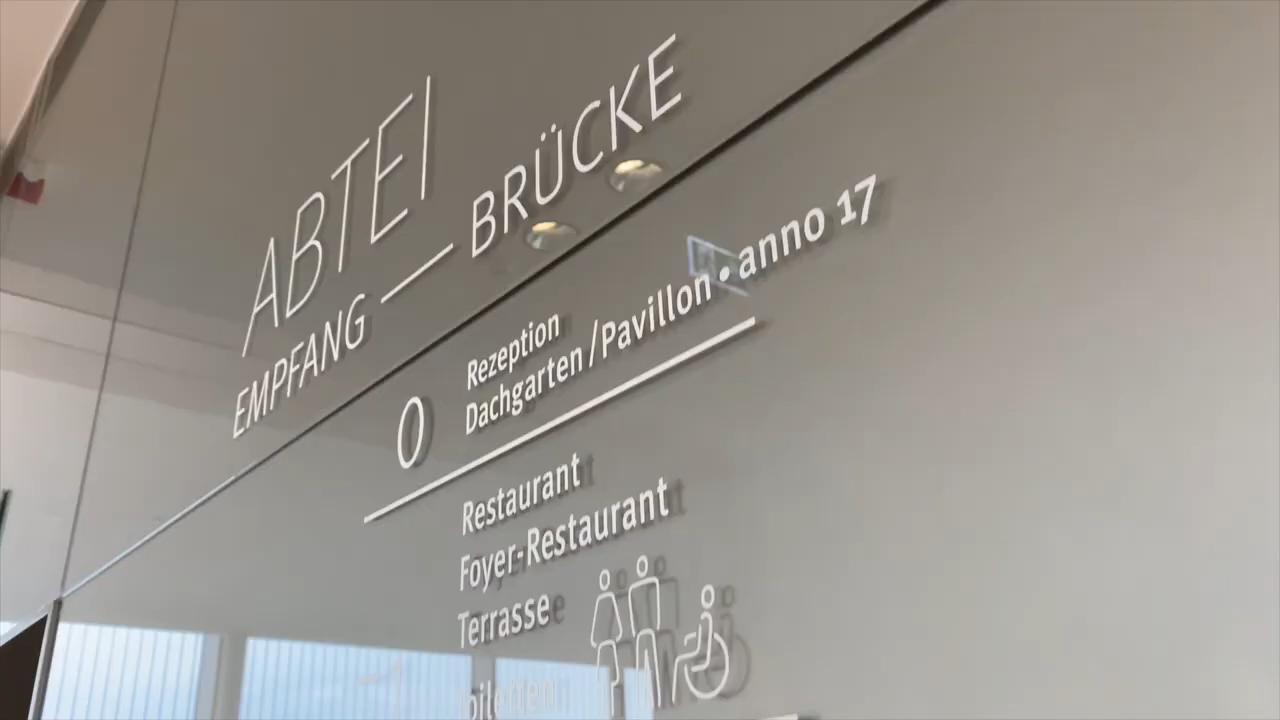 ABTEI
EMPFANG — BRÜCKE
0
Rezeption
Dachgarten/Pavillon • anno 17
Restaurant
Foyer-Restaurant
Terrasse